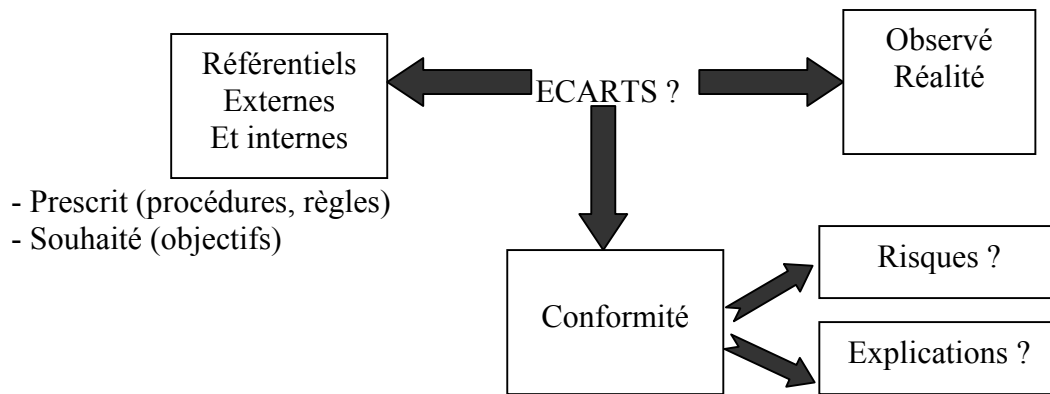 Référentiels
Externes
Et internes
ECARTS ?
Observé
Réalité
- Prescrit (procédures, règles)
- Souhaité (objectifs)
Conformité
Risques ?
Explications ?